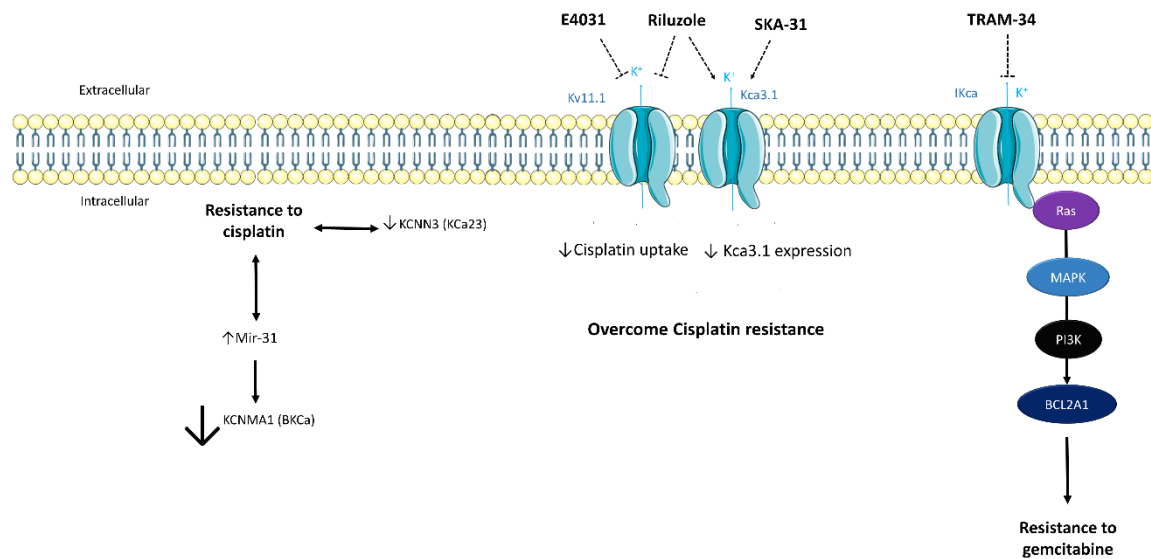 E4031
Riluzole
SKA-31
TRAM-34
Extracellular
Kv11.1
K⁺
K⁺
Kca3.1
IKca
K⁺
Intracellular
Resistance to
cisplatin
↓ KCNN3 (KCa23)
↓ Cisplatin uptake
↓ Kca3.1 expression
Ras
MAPK
↑Mir-31
Overcome Cisplatin resistance
PI3K
BCL2A1
↓ KCNMA1 (BKCa)
Resistance to
gemcitabine